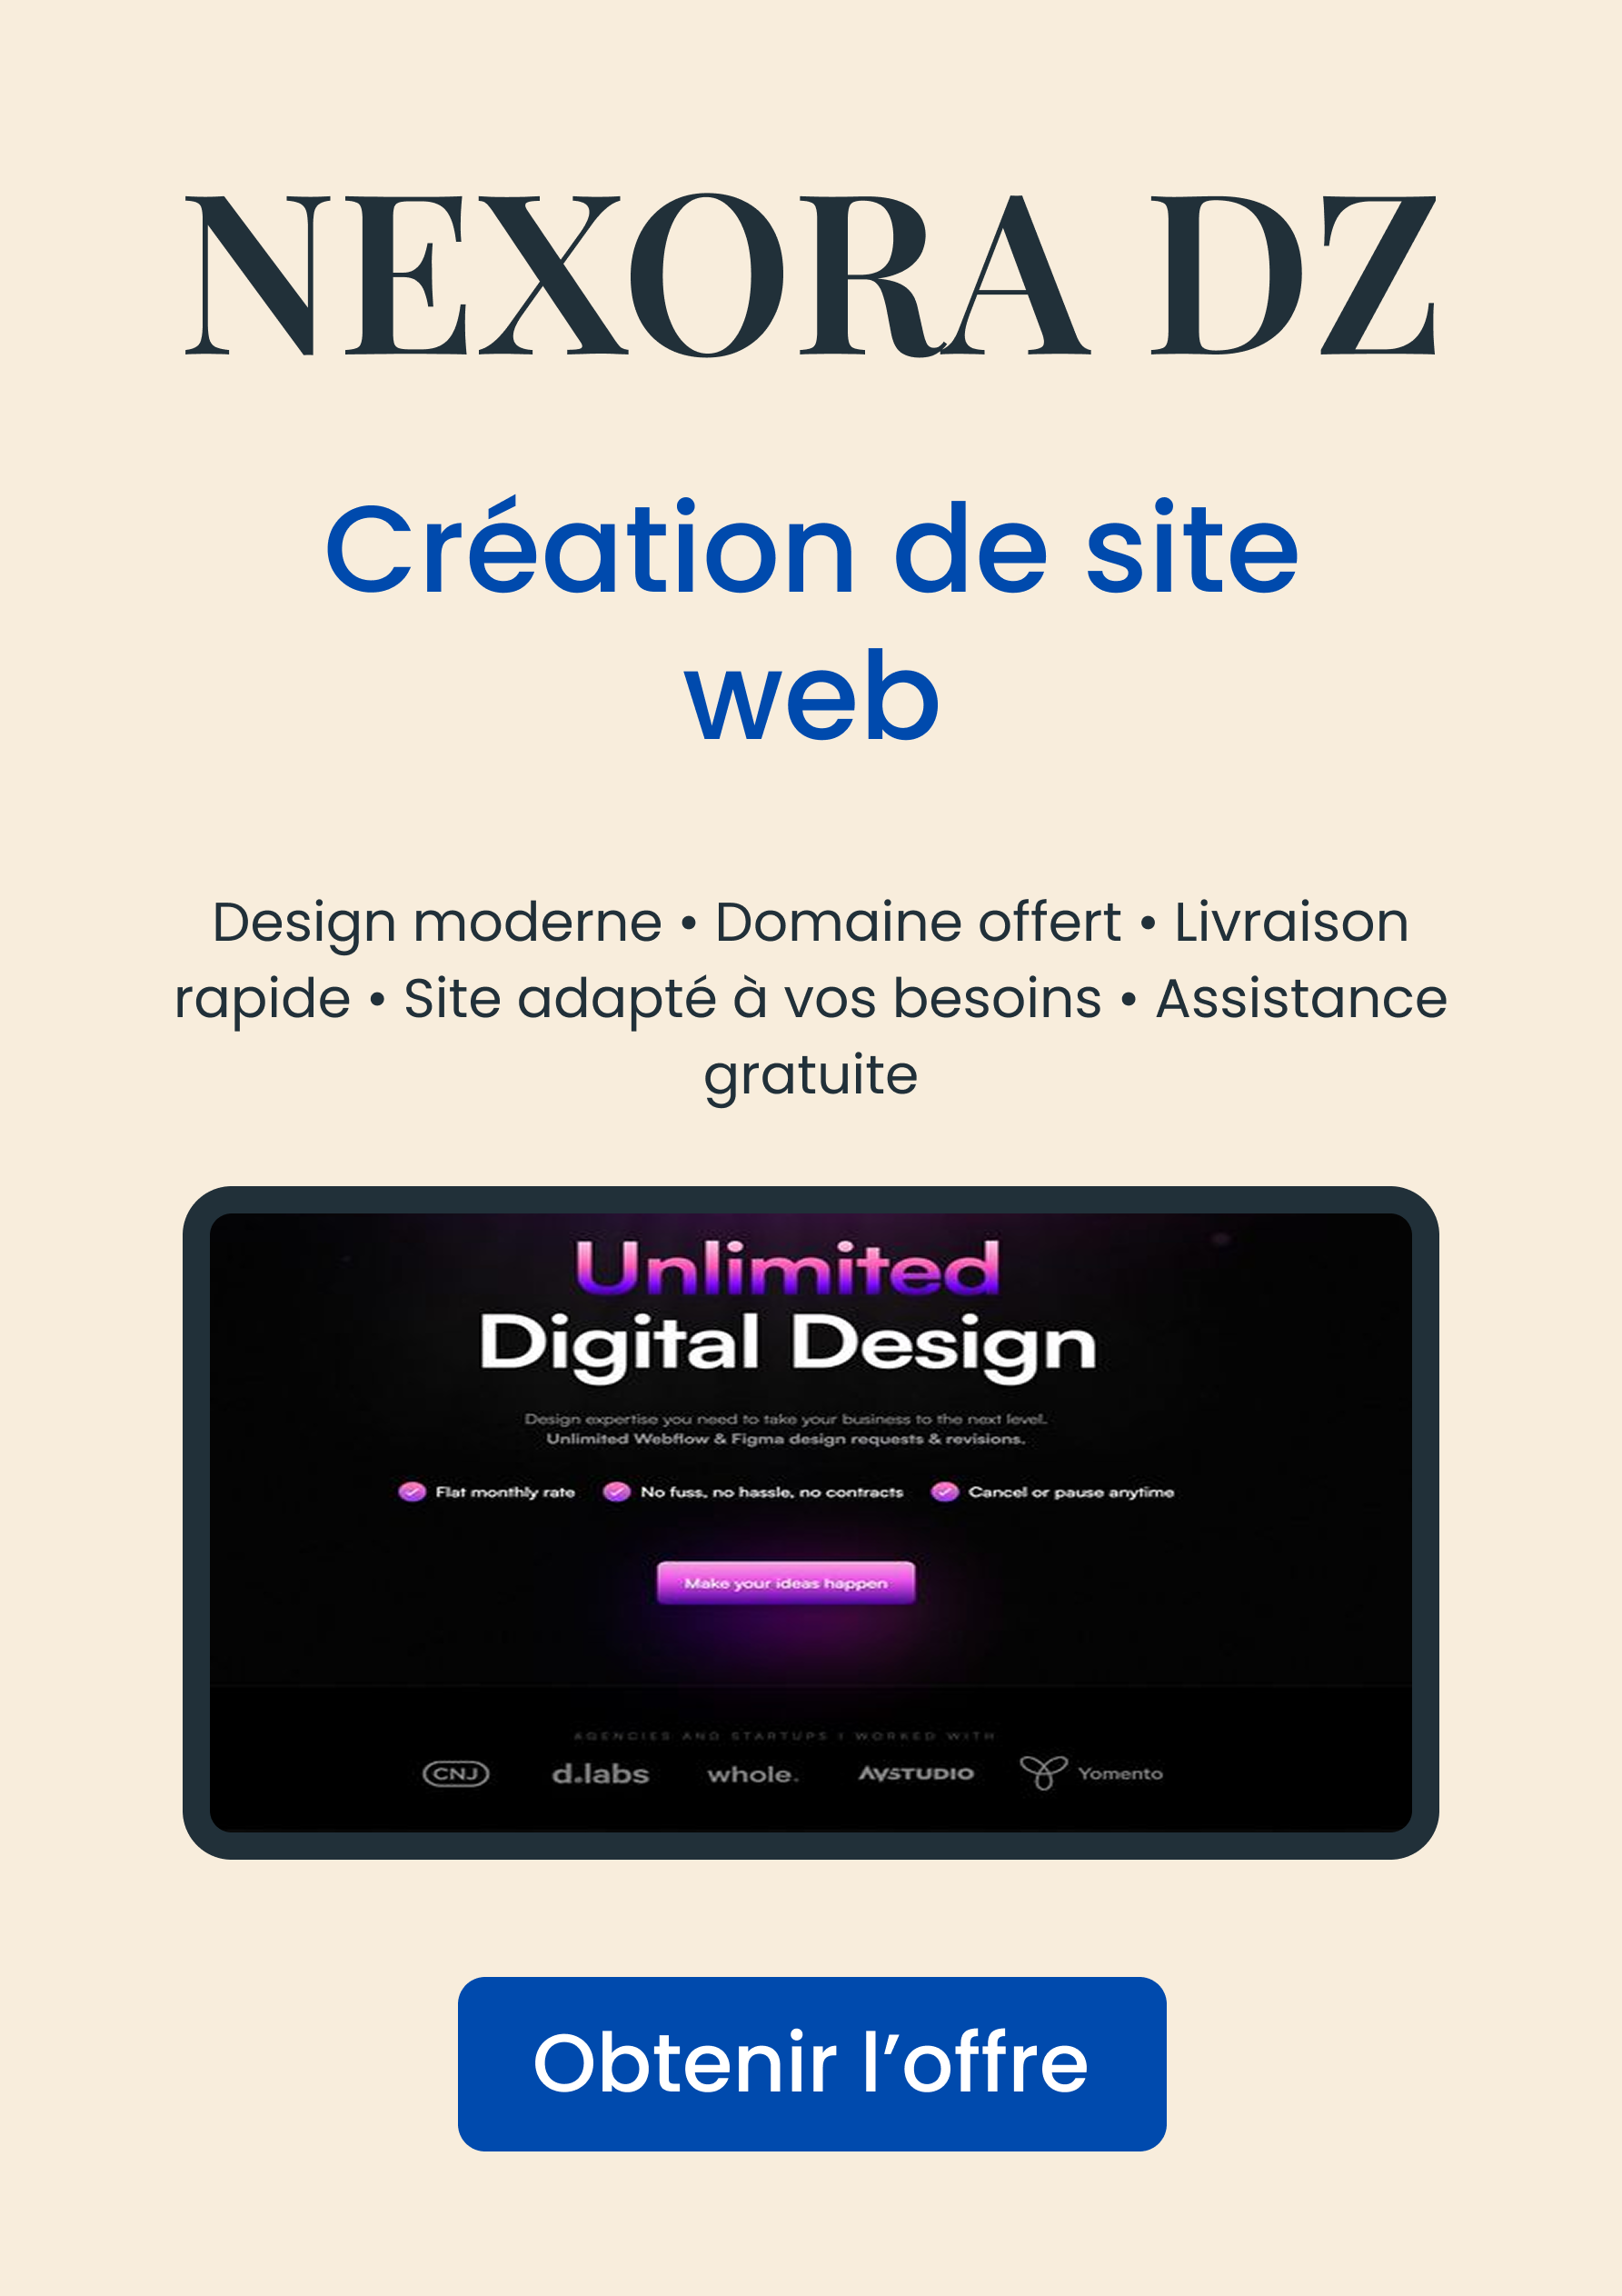 NEXORA DZ
Création de site
web
Design moderne • Domaine offert • Livraison
rapide • Site adapté à vos besoins • Assistance
gratuite
Unlimited
Digital Design
Design expertise you need to take your business to the next level.
Unlimited Webflow & Figma design requests & revisions.
Flat monthly rate No fuss, no hassle, no contracts Cancel or pause anytime
Make your ideas happen
AGENCIES AND STARTUPS I WORKED WITH
CNJ d.labs whole. AVSTUDIO Yomento
Obtenir l’offre